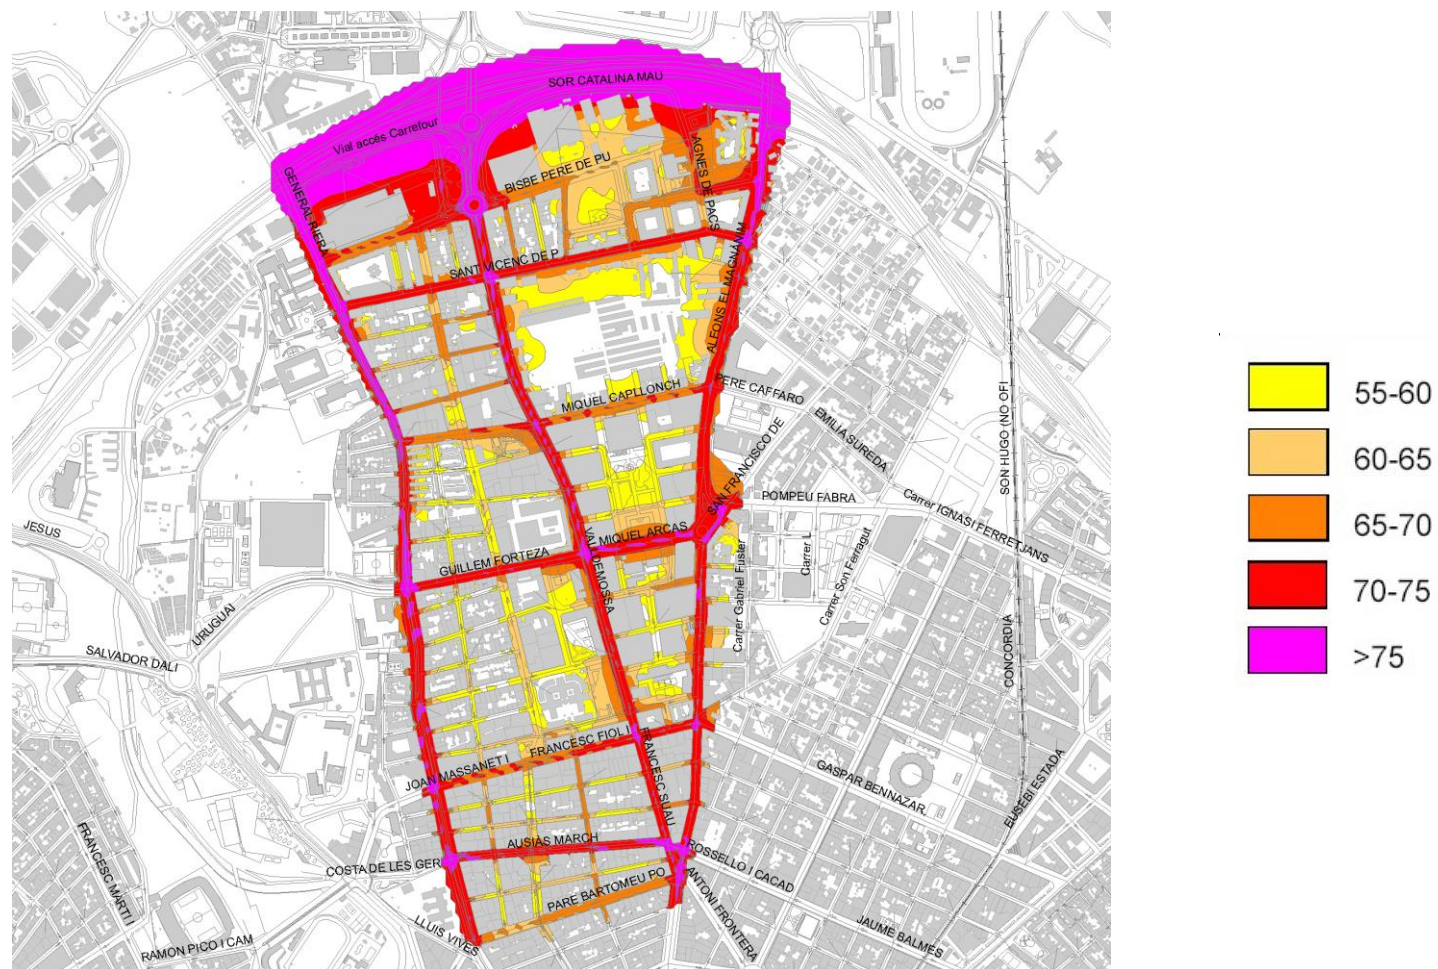 SOR CATALINA MAU
Vial accés Carrefour
GENERAL RIERA
BISBE PERE DE PU
AGNES DE PACS
SANT VICENC DE P
ALFONS EL MAGNÀNIM
MIQUEL CAPLLONCH
PERE CAFFARO
EMILIA SUREDA
SAN FRANCISCO DE
SON HUGO (NO OFI
POMPEU FABRA
Carrer IGNASI FERRETJANS
JESUS
VALLDEMOSSA
MIQUEL ARCAS
GUILLEM FORTEZA
Carrer Gabriel Fuster
Carrer L
Carrer Son Ferragut
URUGUAI
SALVADOR DALI
CONCORDIA
FRANCESC FIOL I
JOAN MASSANET I
FRANCESC SUAU
GASPAR BENNAZAR,
EUSEBI ESTADA
FRANCESC MARTI I
AUSIAS MARCH
COSTA DE LES GER
ROSSELLO I CACAD
PARE BARTOMEU PO
ANTONI FRONTERA
LLUIS VIVES
JAUME BALMES
RAMON PICO I CAM
55-60
60-65
65-70
70-75
>75